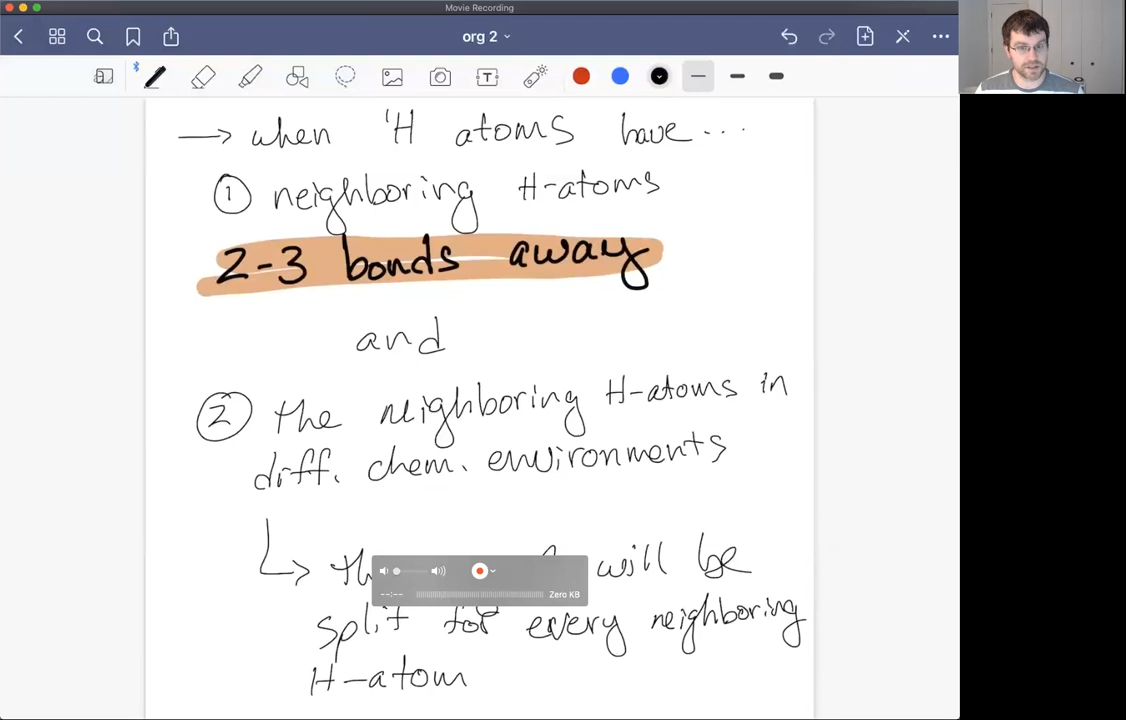 Movie Recording
org 2
→ when ¹H atoms have...
① neighboring H-atoms
2-3 bonds away
and
② the neighboring H-atoms in
diff. chem. environments
↳ will be
split for every neighboring
H-atom
--:-- Zero KB